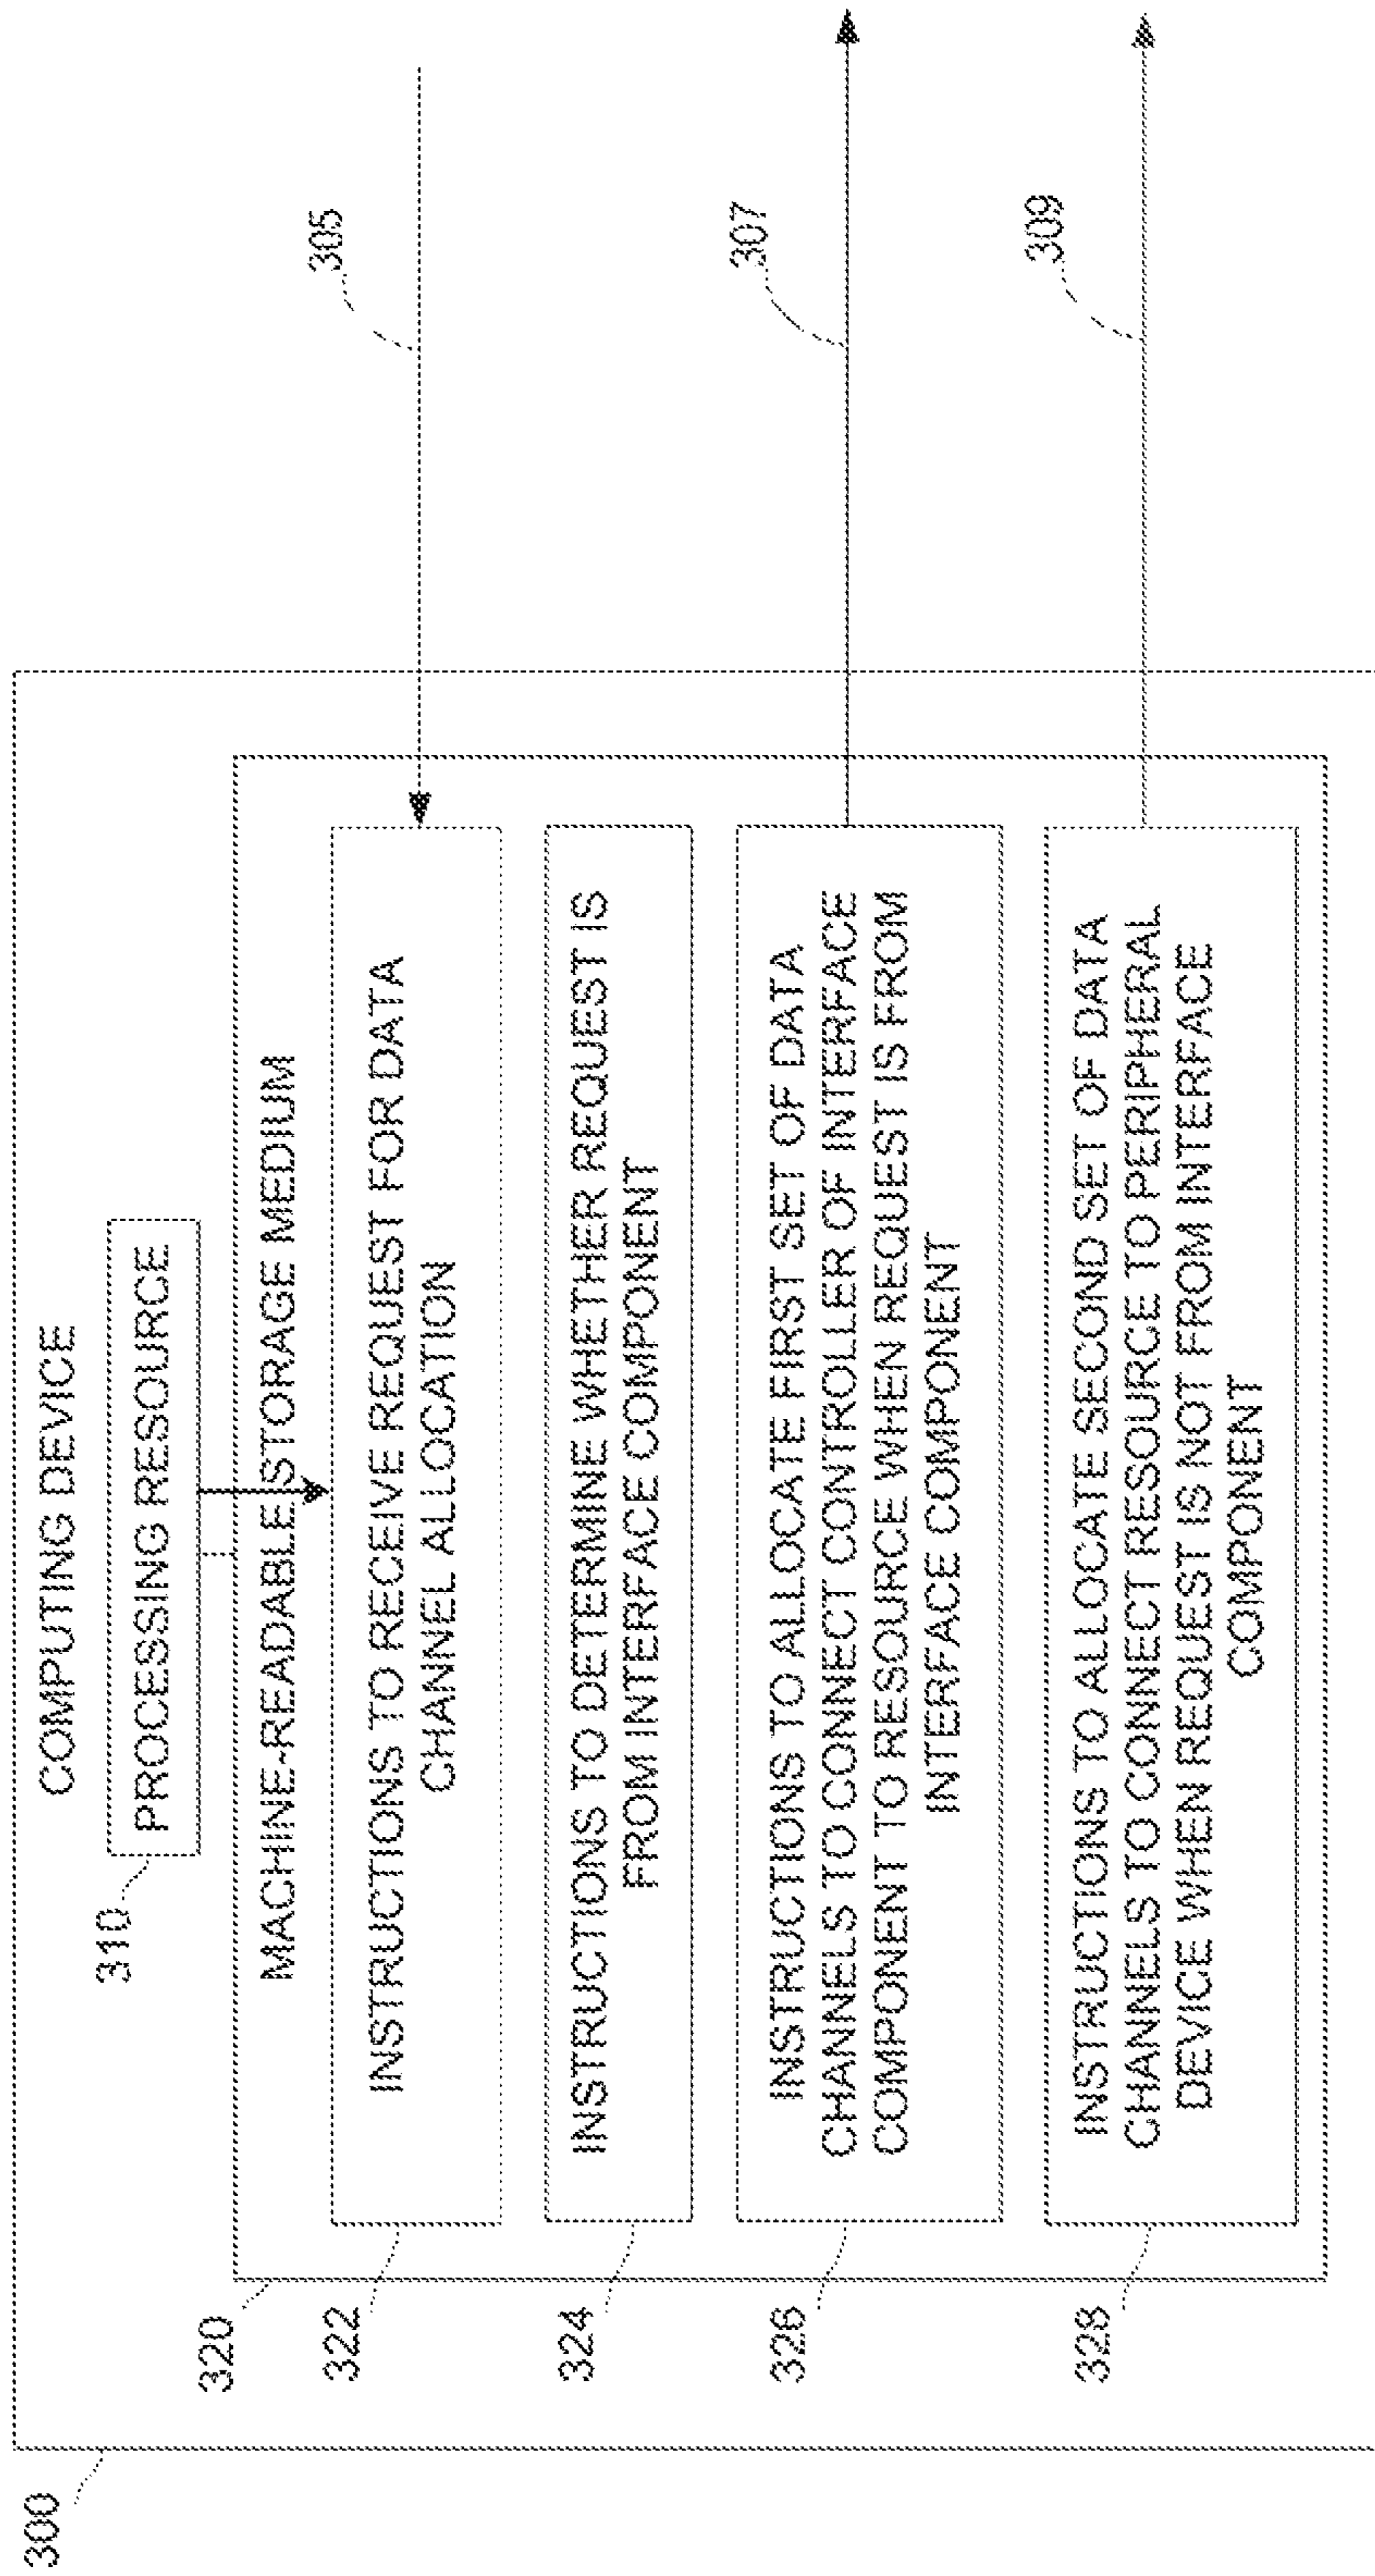 300
COMPUTING DEVICE
310
PROCESSING RESOURCE
320
MACHINE-READABLE STORAGE MEDIUM
322
INSTRUCTIONS TO RECEIVE REQUEST FOR DATA
CHANNEL ALLOCATION
305
324
INSTRUCTIONS TO DETERMINE WHETHER REQUEST IS
FROM INTERFACE COMPONENT
326
INSTRUCTIONS TO ALLOCATE FIRST SET OF DATA
CHANNELS TO CONNECT CONTROLLER OF INTERFACE
COMPONENT TO RESOURCE WHEN REQUEST IS FROM
INTERFACE COMPONENT
307
328
INSTRUCTIONS TO ALLOCATE SECOND SET OF DATA
CHANNELS TO CONNECT RESOURCE TO PERIPHERAL
DEVICE WHEN REQUEST IS NOT FROM INTERFACE
COMPONENT
309